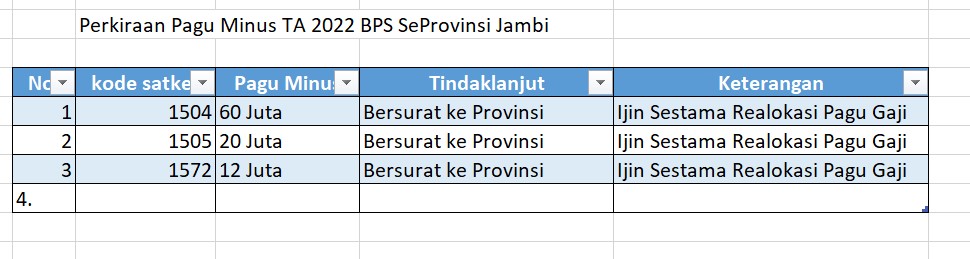 Perkiraan Pagu Minus TA 2022 BPS SeProvinsi Jambi
No kode satke Pagu Minus Tindaklanjut Keterangan
1 1504 60 Juta Bersurat ke Provinsi Ijin Sestama Realokasi Pagu Gaji
2 1505 20 Juta Bersurat ke Provinsi Ijin Sestama Realokasi Pagu Gaji
3 1572 12 Juta Bersurat ke Provinsi Ijin Sestama Realokasi Pagu Gaji
4.